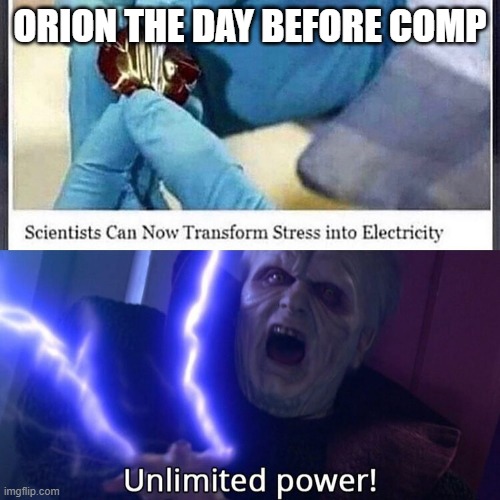 ORION THE DAY BEFORE COMP
Scientists Can Now Transform Stress into Electricity
Unlimited power!
imgflip.com